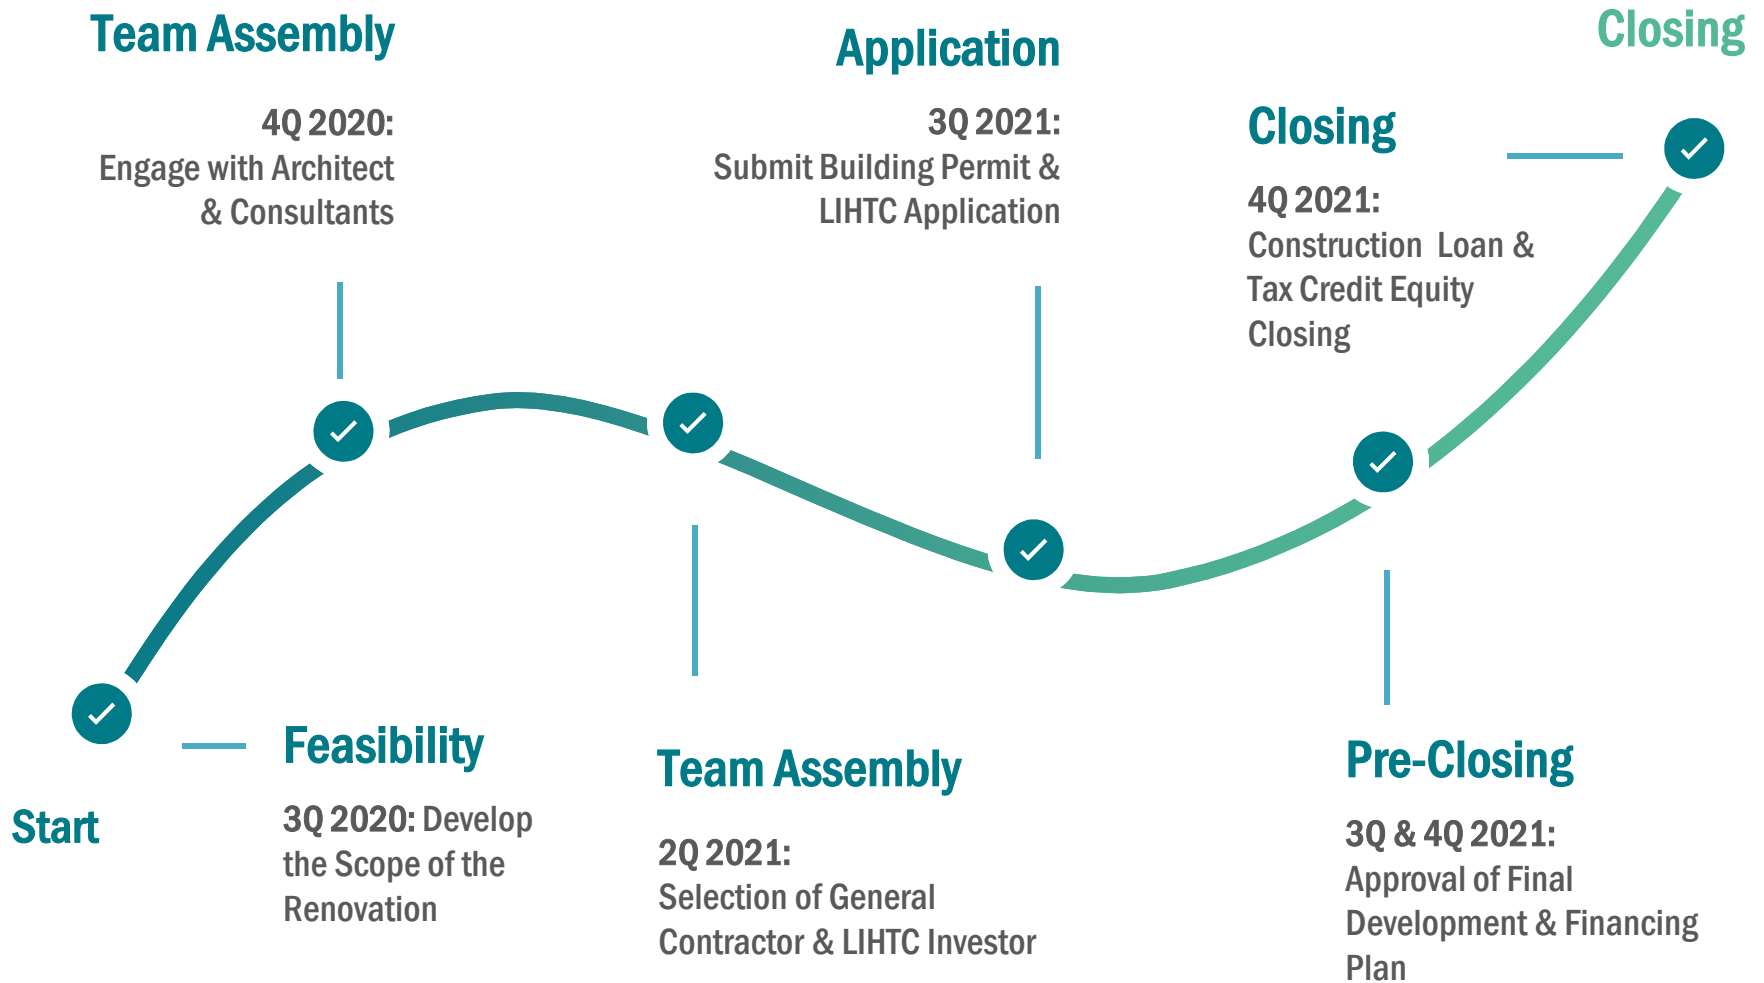 Team Assembly
4Q 2020:
Engage with Architect
& Consultants
Application
3Q 2021:
Submit Building Permit &
LIHTC Application
Closing
Closing
4Q 2021:
Construction Loan &
Tax Credit Equity
Closing
Start
Feasibility
3Q 2020: Develop
the Scope of the
Renovation
Team Assembly
2Q 2021:
Selection of General
Contractor & LIHTC Investor
Pre-Closing
3Q & 4Q 2021:
Approval of Final
Development & Financing
Plan